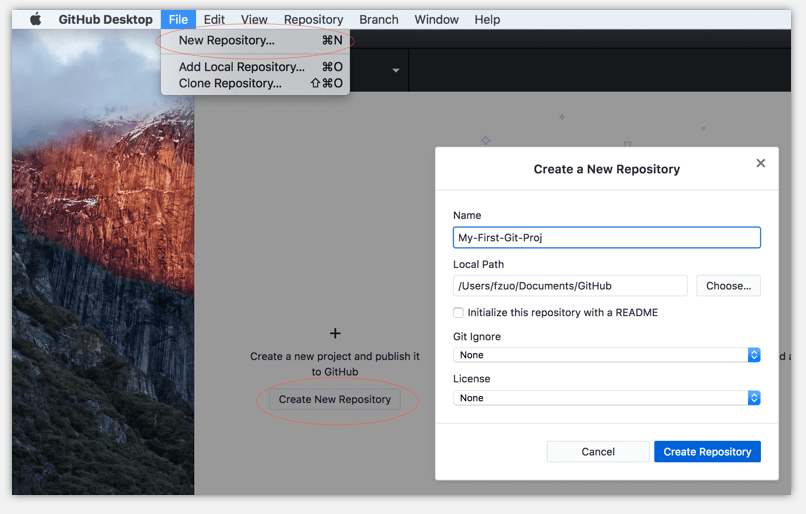 GitHub Desktop File Edit View Repository Branch Window Help
New Repository... ⌘N
Add Local Repository... ⌘O
Clone Repository... ⇧⌘O
Create a new project and publish it
to GitHub
Create New Repository
Create a New Repository
Name
My-First-Git-Proj
Local Path
/Users/fzuo/Documents/GitHub
Choose...
Initialize this repository with a README
Git Ignore
None
License
None
Cancel
Create Repository